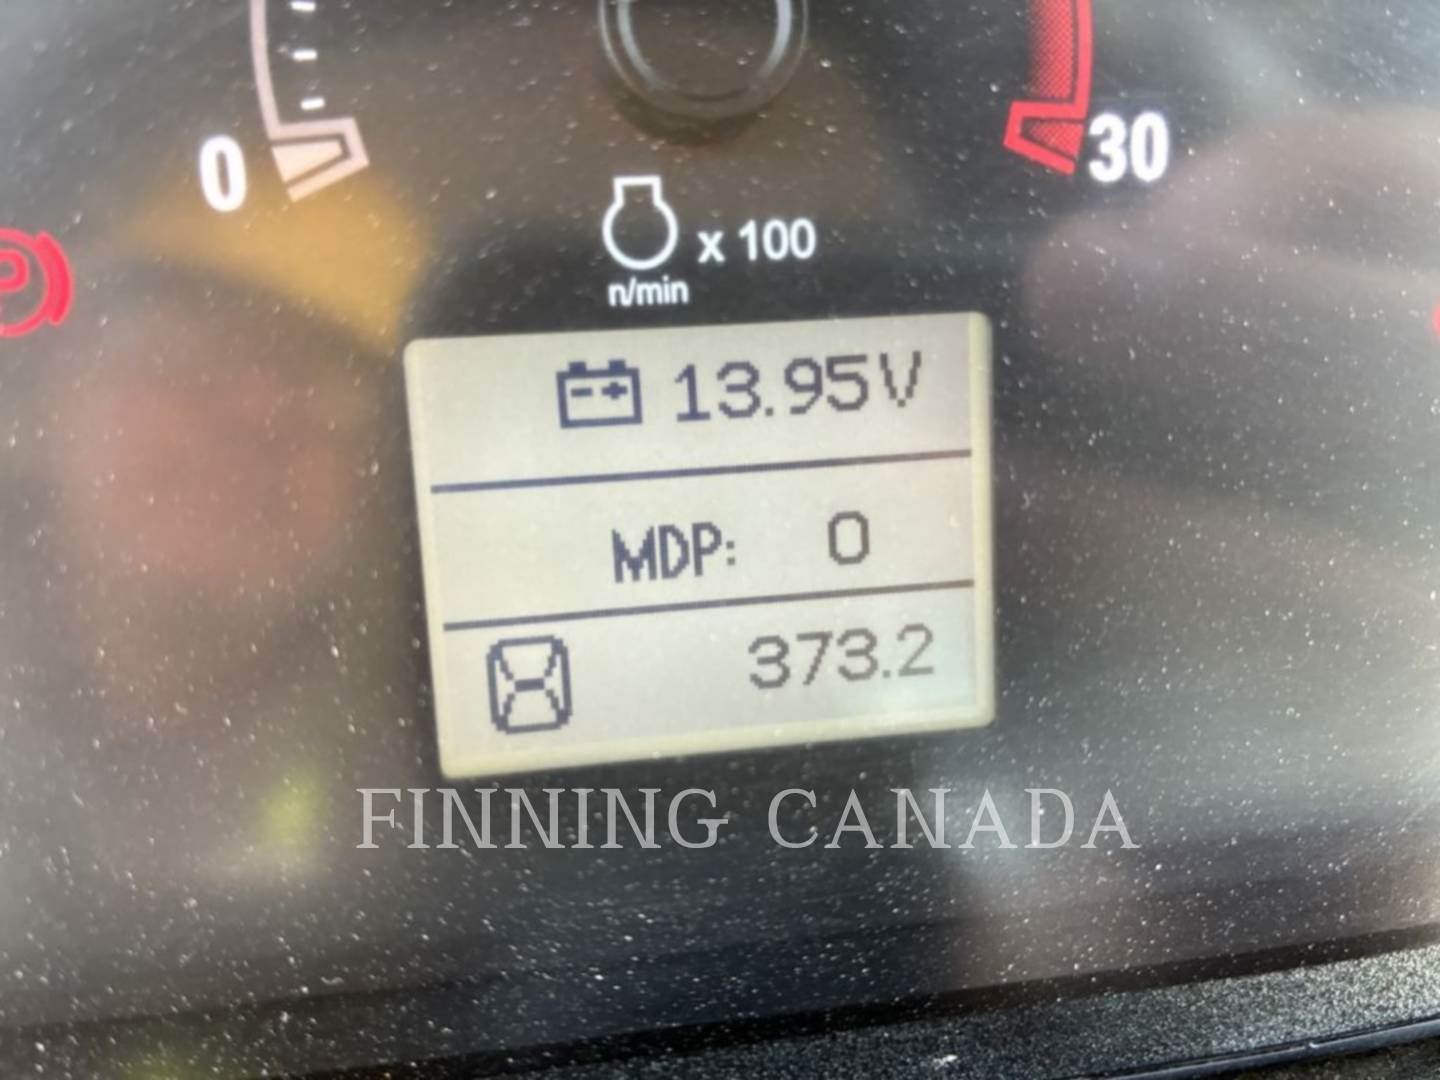 0
30
x 100
n/min
P
- + 13.95V
MDP: 0
373.2
FINNING CANADA